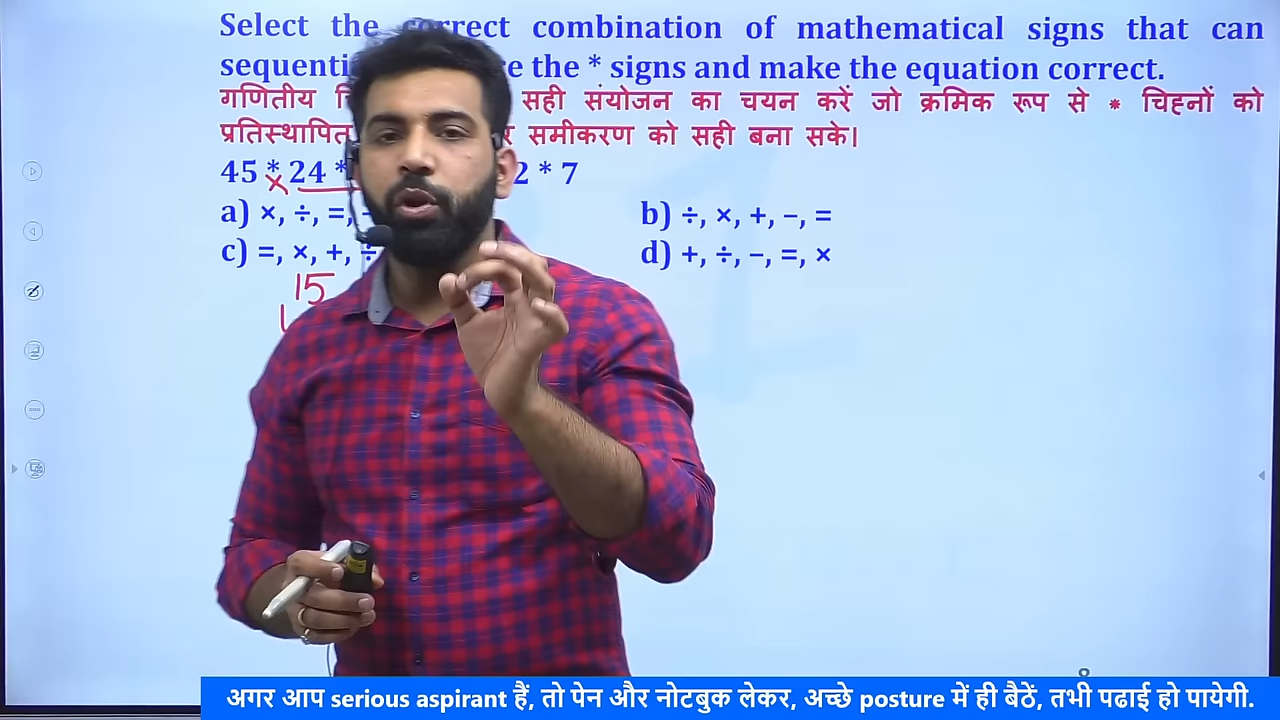 Select the correct combination of mathematical signs that can
the * signs and make the equation correct.
गणितीय सही संयोजन का चयन करें जो क्रमिक रूप से * चिह्नों को
प्रतिस्थापित समीकरण को सही बना सके।
45 * 24 * 2 * 7
×
a) ×, ÷, =,
b) ÷, ×, +, –, =
c) =, ×, +, ÷
d) +, ÷, –, =, ×
15
अगर आप serious aspirant हैं, तो पेन और नोटबुक लेकर, अच्छे posture में ही बैठें, तभी पढाई हो पायेगी.